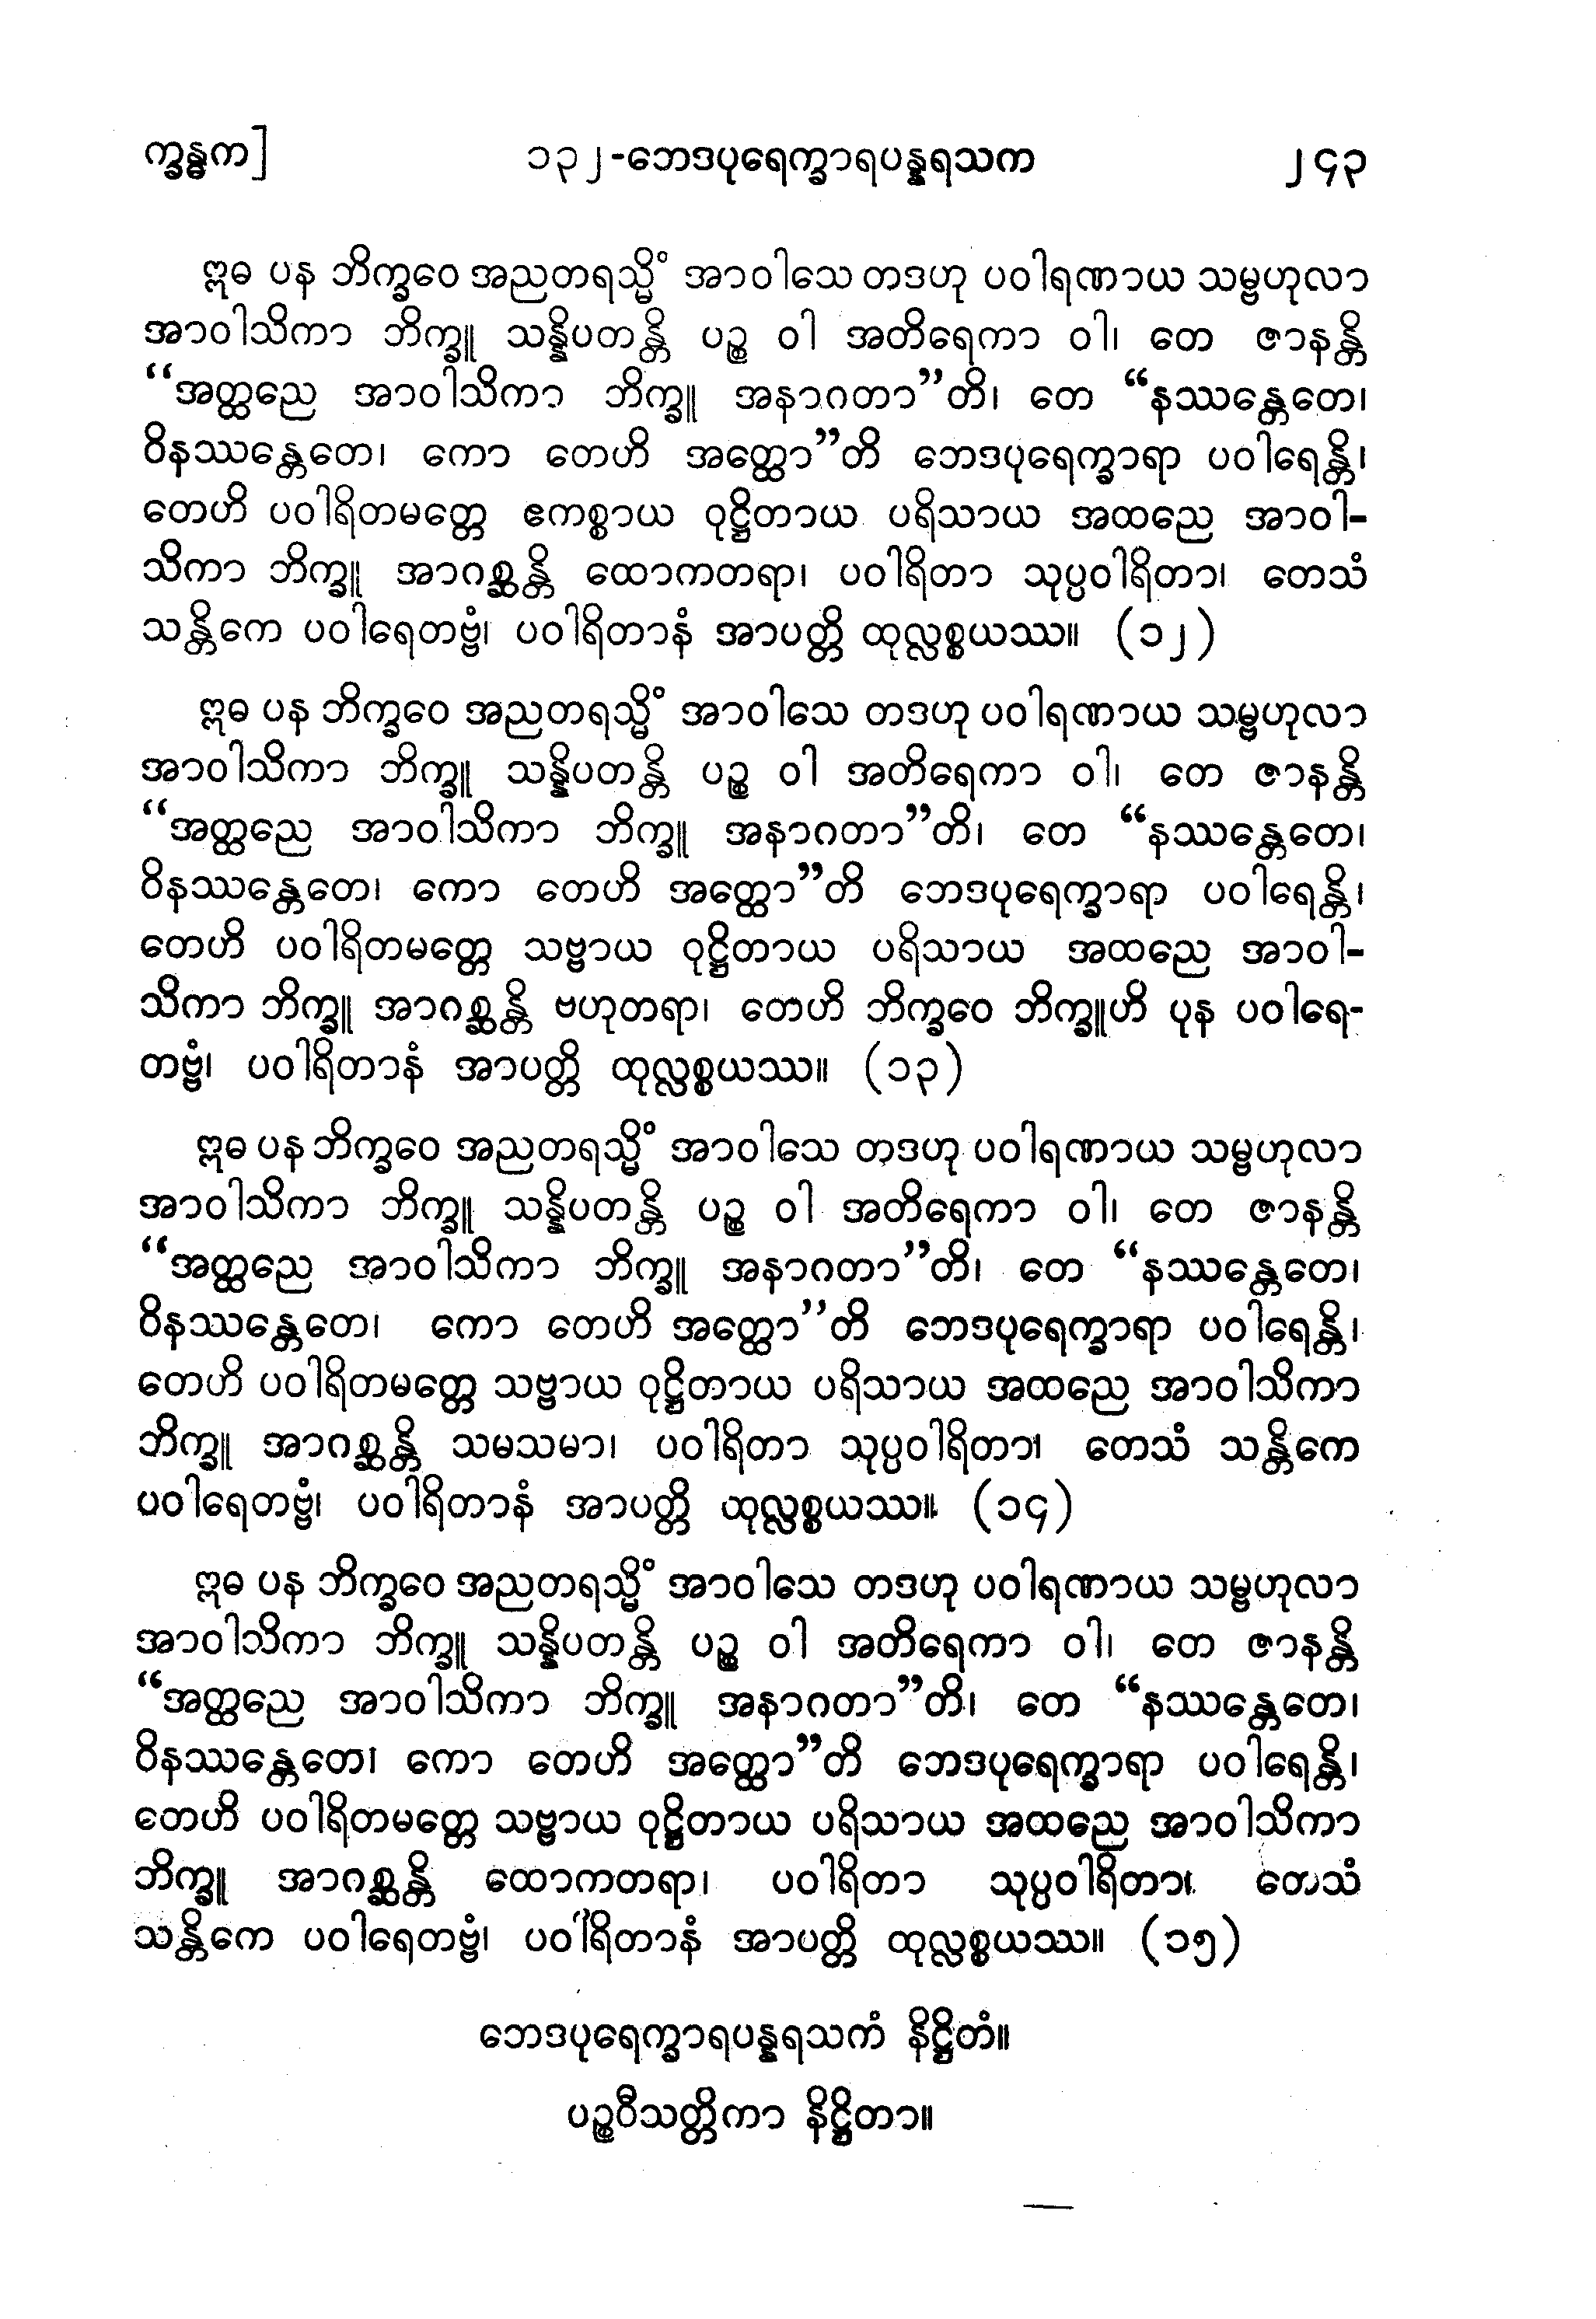 က္ခန္ဓက]
၁၃၂-ဘေဒပုရေက္ခာရပန္နရသက
၂၄၃
ဣဓ ပန ဘိက္ခဝေ အညတရသ္မိံ အာဝါသေ တဒဟု ပဝါရဏာယ သမ္ဗဟုလာ
အာဝါသိကာ ဘိက္ခူ သန္နိပတန္တိ ပဉ္စ ဝါ အတိရေကာ ဝါ၊ တေ ဇာနန္တိ
“အတ္ထညေ အာဝါသိကာ ဘိက္ခူ အနာဂတာ”တိ၊ တေ “နဿန္တေတေ၊
ဝိနဿန္တေတေ၊ ကော တေဟိ အတ္ထော”တိ ဘေဒပုရေက္ခာရာ ပဝါရေန္တိ၊
တေဟိ ပဝါရိတမတ္တေ ဧကစ္စာယ ဝုဋ္ဌိတာယ ပရိသာယ အထညေ အာဝါ-
သိကာ ဘိက္ခူ အာဂစ္ဆန္တိ ထောကတရာ၊ ပဝါရိတာ သုပ္ပဝါရိတာ၊ တေသံ
သန္တိကေ ပဝါရေတဗ္ဗံ၊ ပဝါရိတာနံ အာပတ္တိ ထုလ္လစ္စယဿ။ (၁၂)
ဣဓ ပန ဘိက္ခဝေ အညတရသ္မိံ အာဝါသေ တဒဟု ပဝါရဏာယ သမ္ဗဟုလာ
အာဝါသိကာ ဘိက္ခူ သန္နိပတန္တိ ပဉ္စ ဝါ အတိရေကာ ဝါ၊ တေ ဇာနန္တိ
“အတ္ထညေ အာဝါသိကာ ဘိက္ခူ အနာဂတာ”တိ၊ တေ “နဿန္တေတေ၊
ဝိနဿန္တေတေ၊ ကော တေဟိ အတ္ထော”တိ ဘေဒပုရေက္ခာရာ ပဝါရေန္တိ၊
တေဟိ ပဝါရိတမတ္တေ သဗ္ဗာယ ဝုဋ္ဌိတာယ ပရိသာယ အထညေ အာဝါ-
သိကာ ဘိက္ခူ အာဂစ္ဆန္တိ ဗဟုတရာ၊ တေဟိ ဘိက္ခဝေ ဘိက္ခူဟိ ပုန ပဝါရေ-
တဗ္ဗံ၊ ပဝါရိတာနံ အာပတ္တိ ထုလ္လစ္စယဿ။ (၁၃)
ဣဓ ပန ဘိက္ခဝေ အညတရသ္မိံ အာဝါသေ တဒဟု ပဝါရဏာယ သမ္ဗဟုလာ
အာဝါသိကာ ဘိက္ခူ သန္နိပတန္တိ ပဉ္စ ဝါ အတိရေကာ ဝါ၊ တေ ဇာနန္တိ
“အတ္ထညေ အာဝါသိကာ ဘိက္ခူ အနာဂတာ”တိ၊ တေ “နဿန္တေတေ၊
ဝိနဿန္တေတေ၊ ကော တေဟိ အတ္ထော”တိ ဘေဒပုရေက္ခာရာ ပဝါရေန္တိ၊
တေဟိ ပဝါရိတမတ္တေ သဗ္ဗာယ ဝုဋ္ဌိတာယ ပရိသာယ အထညေ အာဝါသိကာ
ဘိက္ခူ အာဂစ္ဆန္တိ သမသမာ၊ ပဝါရိတာ သုပ္ပဝါရိတာ၊ တေသံ သန္တိကေ
ပဝါရေတဗ္ဗံ၊ ပဝါရိတာနံ အာပတ္တိ ထုလ္လစ္စယဿ။ (၁၄)
ဣဓ ပန ဘိက္ခဝေ အညတရသ္မိံ အာဝါသေ တဒဟု ပဝါရဏာယ သမ္ဗဟုလာ
အာဝါသိကာ ဘိက္ခူ သန္နိပတန္တိ ပဉ္စ ဝါ အတိရေကာ ဝါ၊ တေ ဇာနန္တိ
“အတ္ထညေ အာဝါသိကာ ဘိက္ခူ အနာဂတာ”တိ၊ တေ “နဿန္တေတေ၊
ဝိနဿန္တေတေ၊ ကော တေဟိ အတ္ထော”တိ ဘေဒပုရေက္ခာရာ ပဝါရေန္တိ၊
တေဟိ ပဝါရိတမတ္တေ သဗ္ဗာယ ဝုဋ္ဌိတာယ ပရိသာယ အထညေ အာဝါသိကာ
ဘိက္ခူ အာဂစ္ဆန္တိ ထောကတရာ၊ ပဝါရိတာ သုပ္ပဝါရိတာ၊ တေသံ
သန္တိကေ ပဝါရေတဗ္ဗံ၊ ပဝါရိတာနံ အာပတ္တိ ထုလ္လစ္စယဿ။ (၁၅)
ဘေဒပုရေက္ခာရပန္နရသကံ နိဋ္ဌိတံ။
ပဉ္စဝီသတ္တိကာ နိဋ္ဌိတာ။